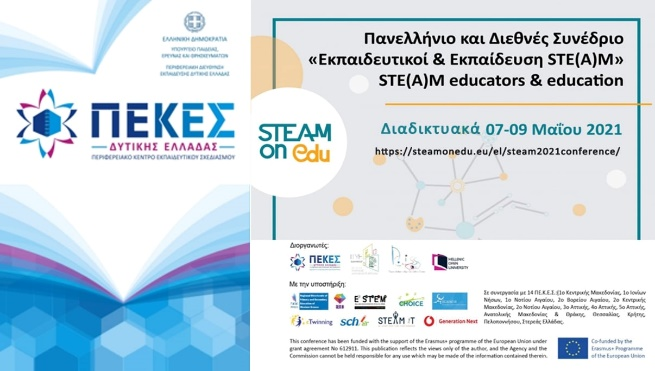 ΕΛΛΗΝΙΚΗ ΔΗΜΟΚΡΑΤΙΑ
ΥΠΟΥΡΓΕΙΟ ΠΑΙΔΕΙΑΣ,
ΕΡΕΥΝΑΣ ΚΑΙ ΘΡΗΣΚΕΥΜΑΤΩΝ
ΠΕΡΙΦΕΡΕΙΑΚΗ ΔΙΕΥΘΥΝΣΗ
ΕΚΠΑΙΔΕΥΣΗΣ ΔΥΤΙΚΗΣ ΕΛΛΑΔΑΣ
ΠΕΚΕΣ
ΔΥΤΙΚΗΣ ΕΛΛΑΔΑΣ
ΠΕΡΙΦΕΡΕΙΑΚΟ ΚΕΝΤΡΟ ΕΚΠΑΙΔΕΥΤΙΚΟΥ ΣΧΕΔΙΑΣΜΟΥ
Πανελλήνιο και Διεθνές Συνέδριο
«Εκπαιδευτικοί & Εκπαίδευση STE(A)M»
STE(A)M educators & education
STEAM
on edu
Διαδικτυακά 07-09 Μαΐου 2021
https://steamonedu.eu/el/steam2021conference/
Διοργανωτές:
ΠΕΚΕΣ
HELLENIC
OPEN
UNIVERSITY
Με την υποστήριξη:
STEM
CHOICE
Twinning
sch
STEAM IT
Generation Next
Σε συνεργασία με 14 ΠΕ.Κ.Ε.Σ. (1ο Κεντρικής Μακεδονίας, 1ο Ιονίων
Νήσων, 1ο Νοτίου Αιγαίου, 2ο Βορείου Αιγαίου, 2ο Κεντρικής
Μακεδονίας, 2ο Νοτίου Αιγαίου, 3ο Αττικής, 4ο Αττικής, 5ο Αττικής,
Ανατολικής Μακεδονίας & Θράκης, Θεσσαλίας, Κρήτης,
Πελοποννήσου, Στερεάς Ελλάδας).
This conference has been funded with the support of the Erasmus+ programme of the European Union under
grant agreement No 612911. This publication reflects the views only of the author, and the Agency and the
Commission cannot be held responsible for any use which may be made of the information contained therein.
Co-funded by the
Erasmus+ Programme
of the European Union